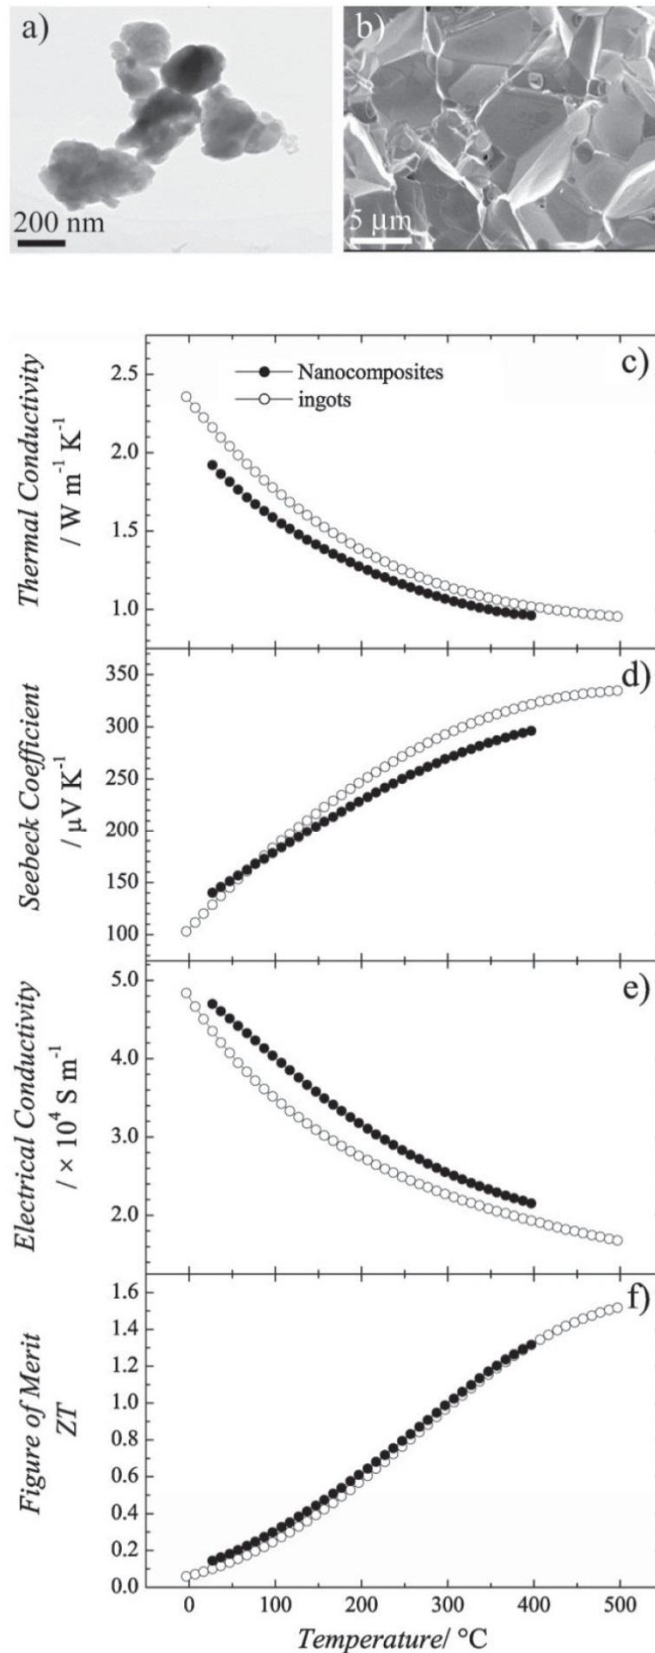 a)
200 nm
b)
5 μm
Thermal Conductivity
/ W m⁻¹ K⁻¹
2.5
2.0
1.5
1.0
Nanocomposites
ingots
c)
Seebeck Coefficient
/ μV K⁻¹
350
300
250
200
150
100
d)
Electrical Conductivity
/ × 10⁴ S m⁻¹
5.0
4.0
3.0
2.0
e)
Figure of Merit
ZT
1.6
1.4
1.2
1.0
0.8
0.6
0.4
0.2
0.0
f)
0 100 200 300 400 500
Temperature/ °C